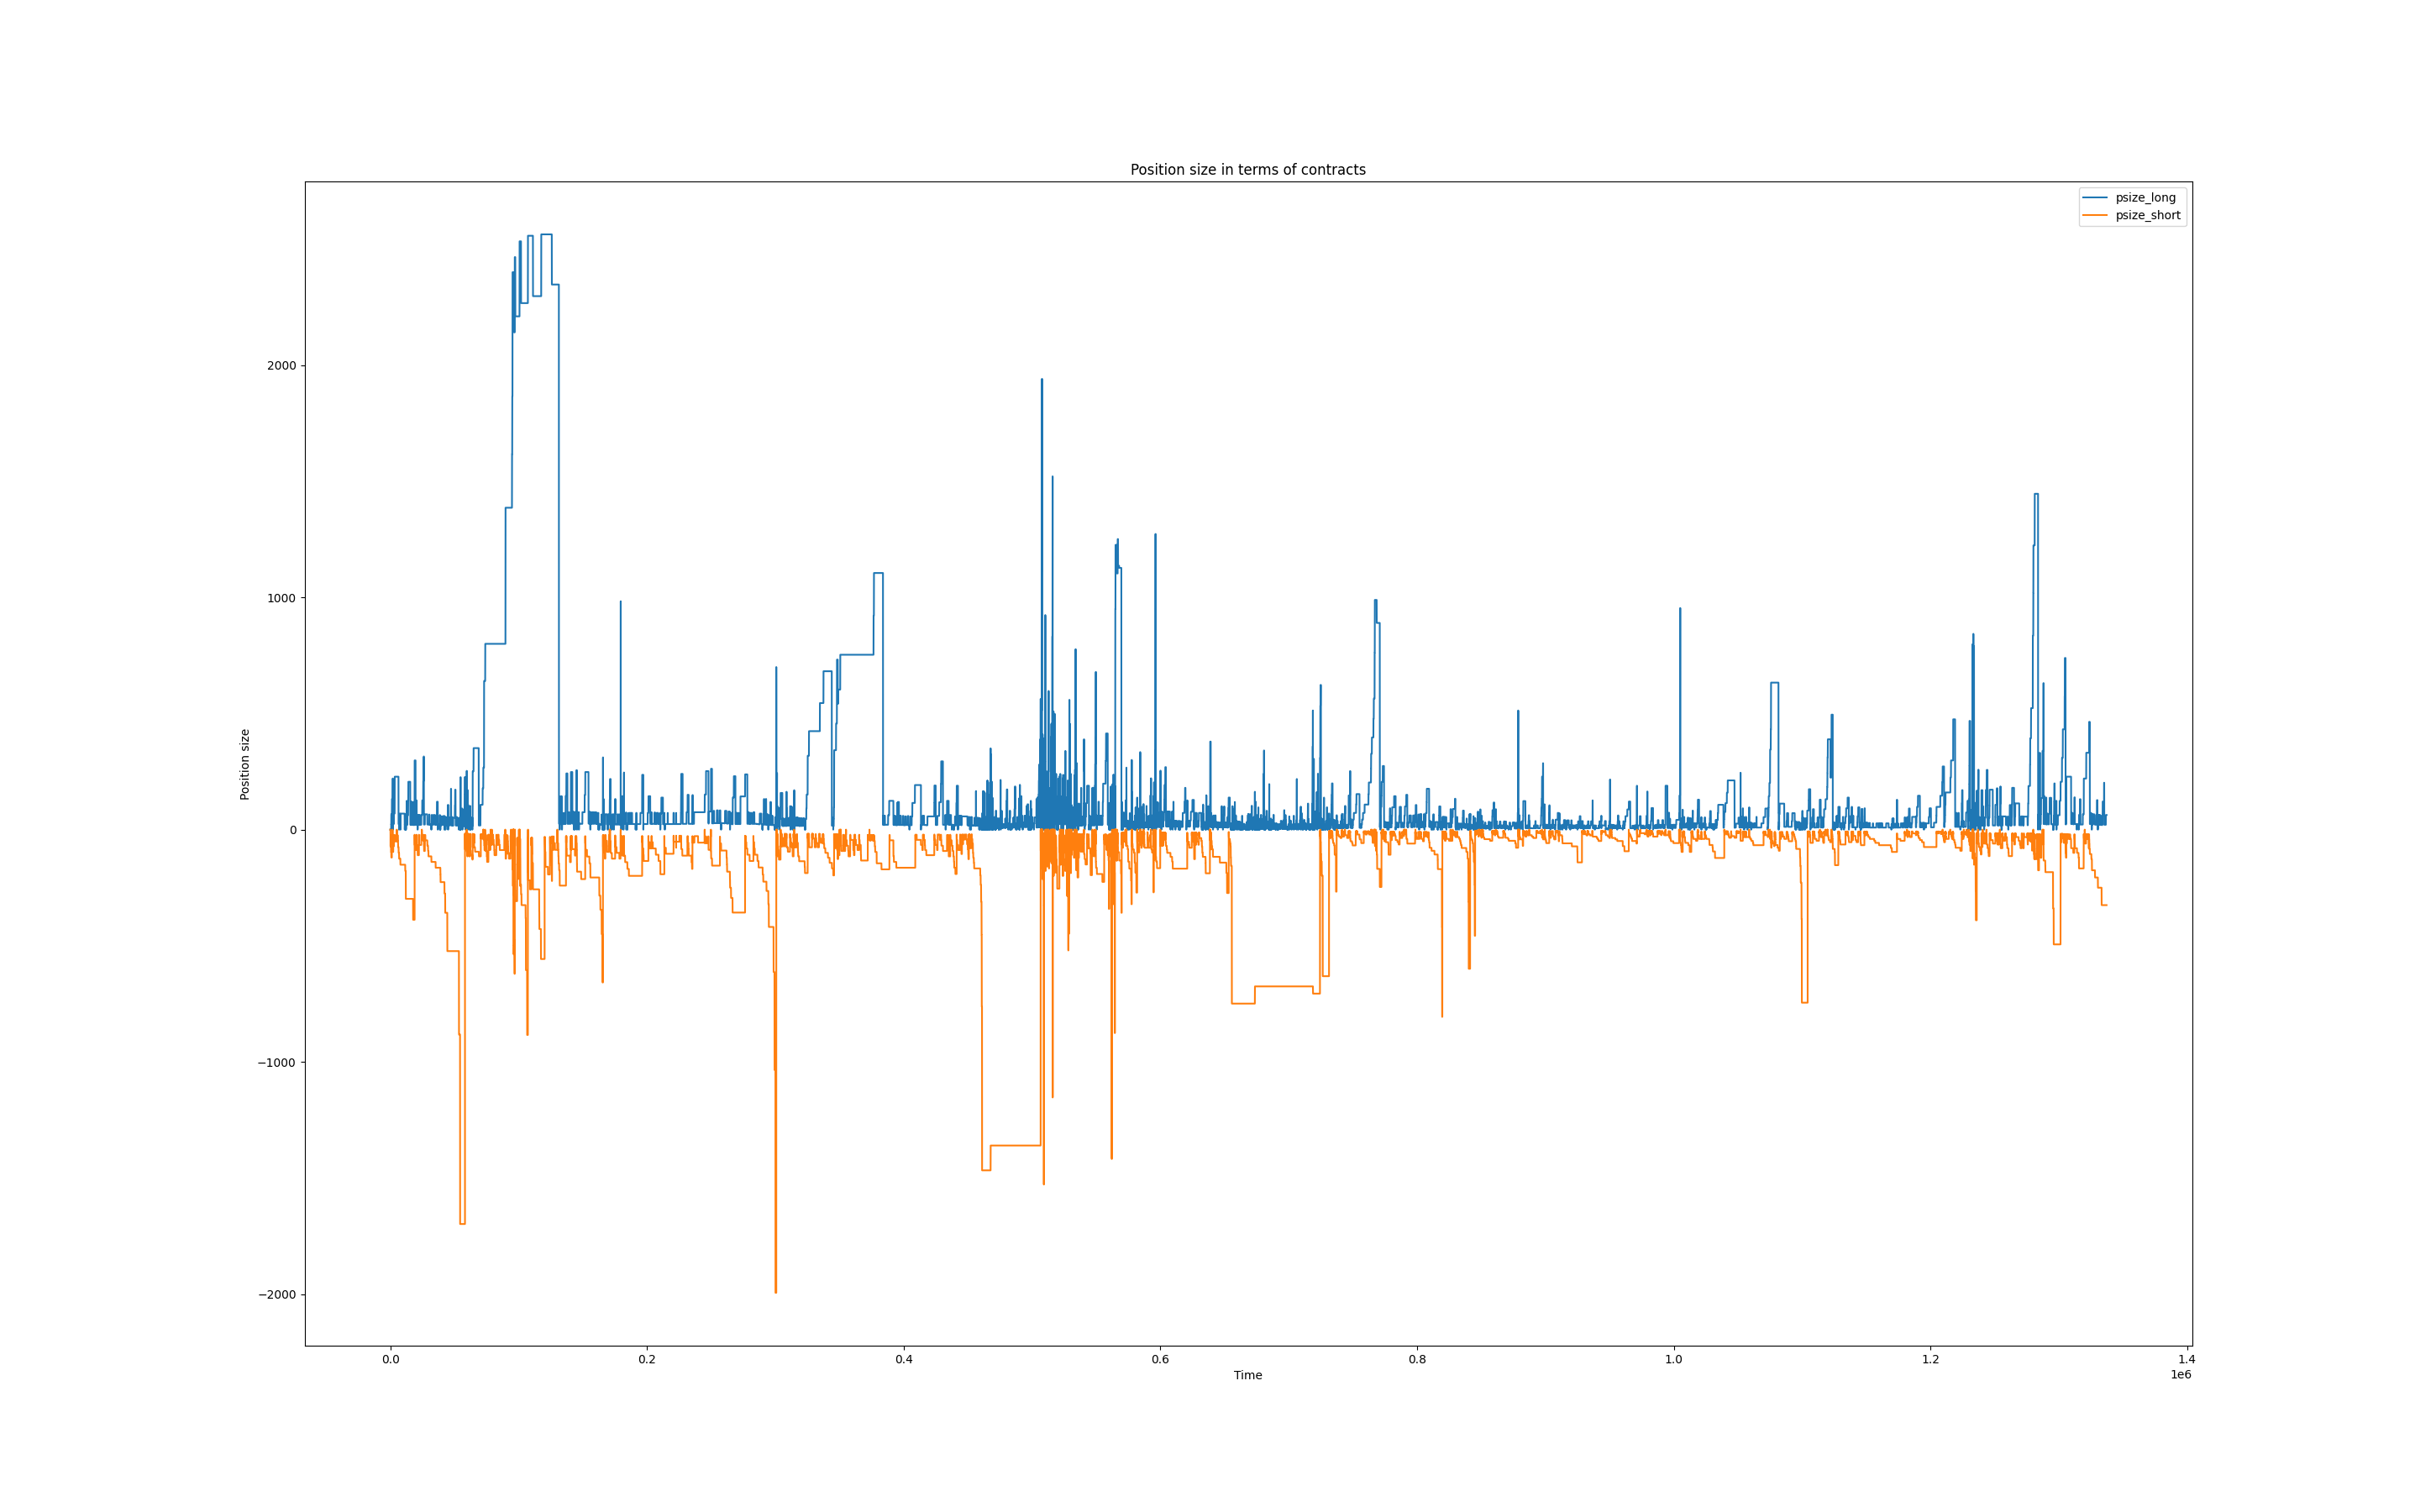 Position size in terms of contracts
psize_long
psize_short
Position size
2000
1000
0
−1000
−2000
0.0 0.2 0.4 0.6 0.8 1.0 1.2 1.4
1e6
Time